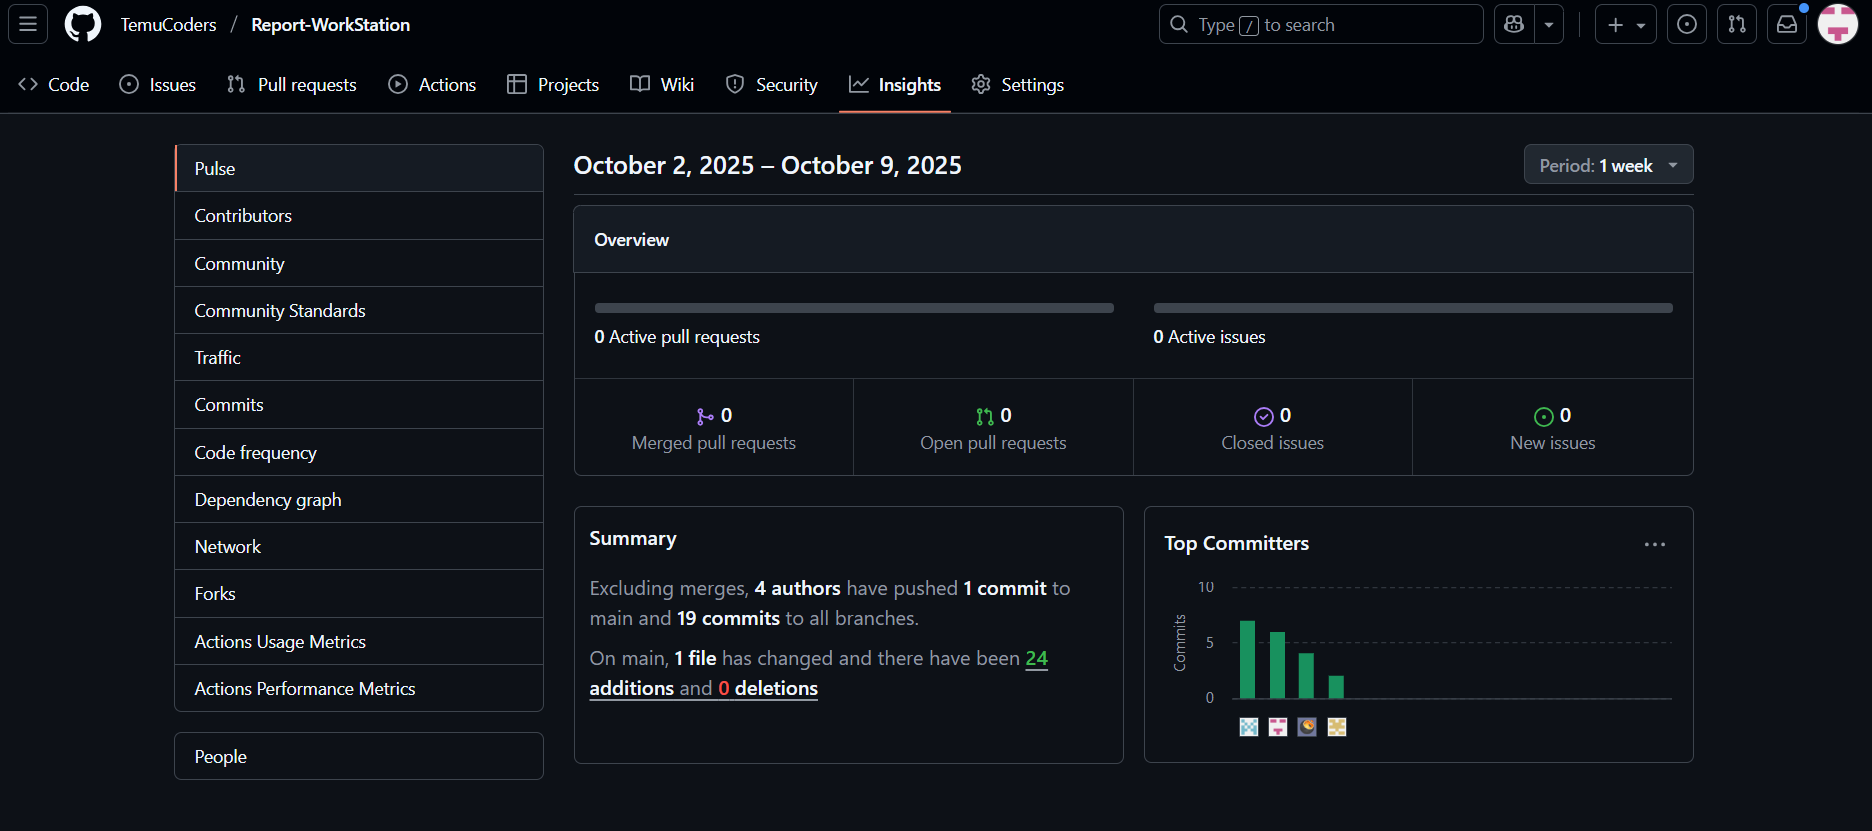 TemuCoders / Report-WorkStation
Type / to search
Code Issues Pull requests Actions Projects Wiki Security Insights Settings
Pulse
Contributors
Community
Community Standards
Traffic
Commits
Code frequency
Dependency graph
Network
Forks
Actions Usage Metrics
Actions Performance Metrics
People
October 2, 2025 – October 9, 2025
Period: 1 week
Overview
0 Active pull requests
0 Active issues
0
Merged pull requests
0
Open pull requests
0
Closed issues
0
New issues
Summary
Excluding merges, 4 authors have pushed 1 commit to
main and 19 commits to all branches.
On main, 1 file has changed and there have been 24
additions and 0 deletions
Top Committers
10
5
0
Commits